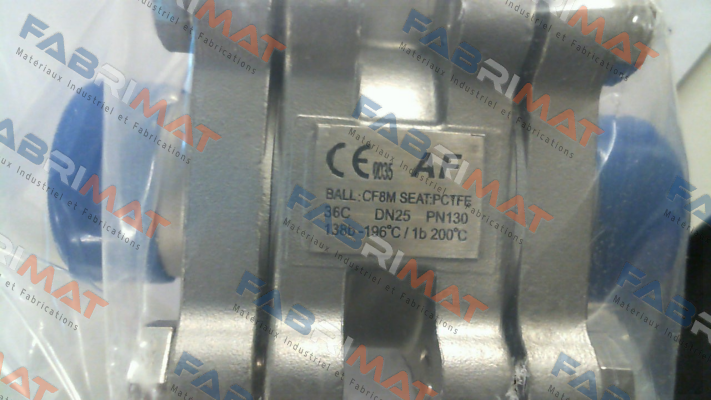 CE 0035 AF
BALL: CF8M SEAT:PCTFE
36C DN25 PN130
138b -196°C / 1b 200°C
FABRIMAT
Materiaux Industriel et Fabrications